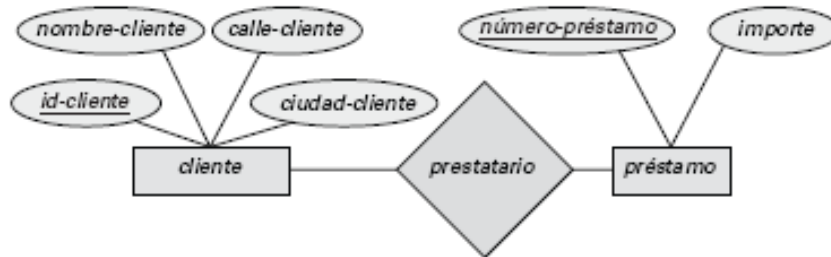 nombre-cliente
calle-cliente
número-préstamo
importe
id-cliente
ciudad-cliente
cliente
prestatario
préstamo